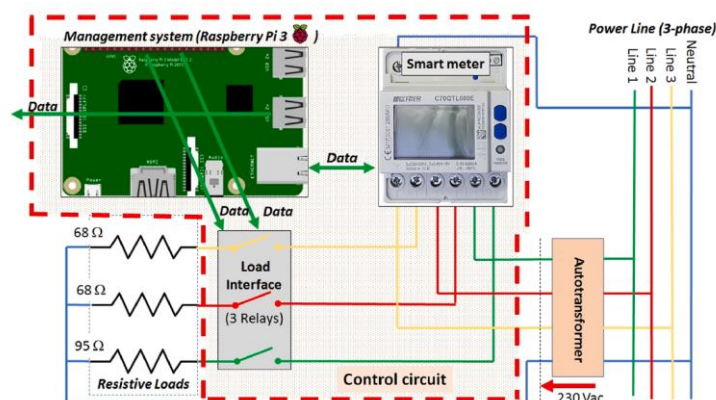 Management system (Raspberry Pi 3 )
Power Line (3-phase)
Neutral
Line 3
Line 2
Line 1
Smart meter
Data
Data
Data
Data
68 Ω
68 Ω
95 Ω
Load
Interface
(3 Relays)
Resistive Loads
Control circuit
Autotransformer
230 Vac